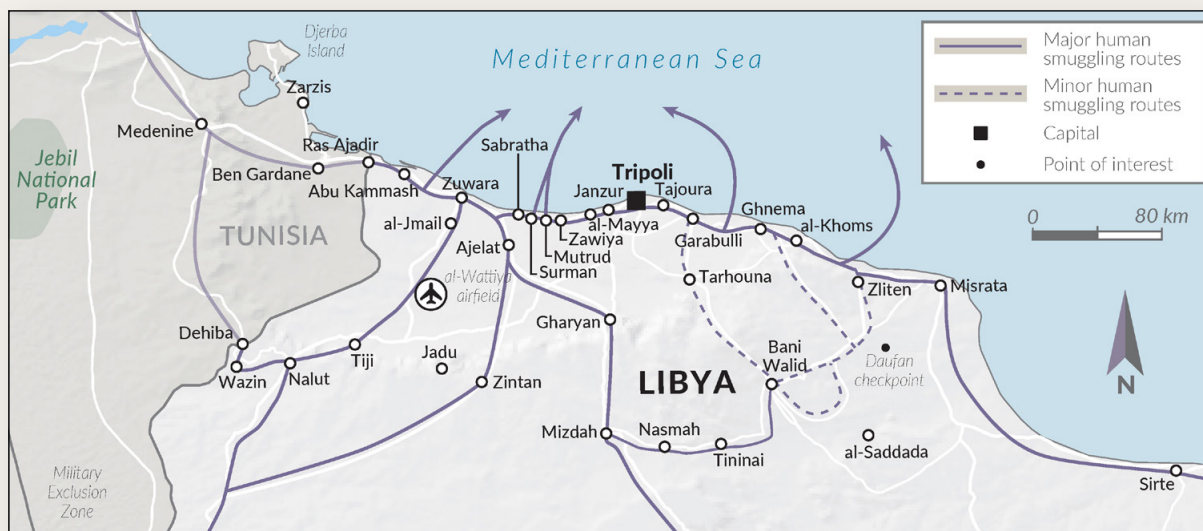 Djerba
Island
Mediterranean Sea
Major human
smuggling routes
Minor human
smuggling routes
Capital
Point of interest
0
80 km
Zarzis
Medenine
Ras Ajadir
Sabratha
Tripoli
Jebil
National
Park
Ben Gardane
Abu Kammash
Zuwara
Janzur
Tajoura
Ghnema
al-Khoms
TUNISIA
al-Jmail
al-Mayya
Garabulli
Zawiya
Ajelat
Mutrud
Surman
al-Wattiya
airfield
Tarhouna
Zliten
Misrata
Gharyan
Dehiba
Wazin
Nalut
Tiji
Jadu
Zintan
LIBYA
Bani
Walid
Daufan
checkpoint
N
Mizdah
Nasmah
Tininai
al-Saddada
Military
Exclusion
Zone
Sirte